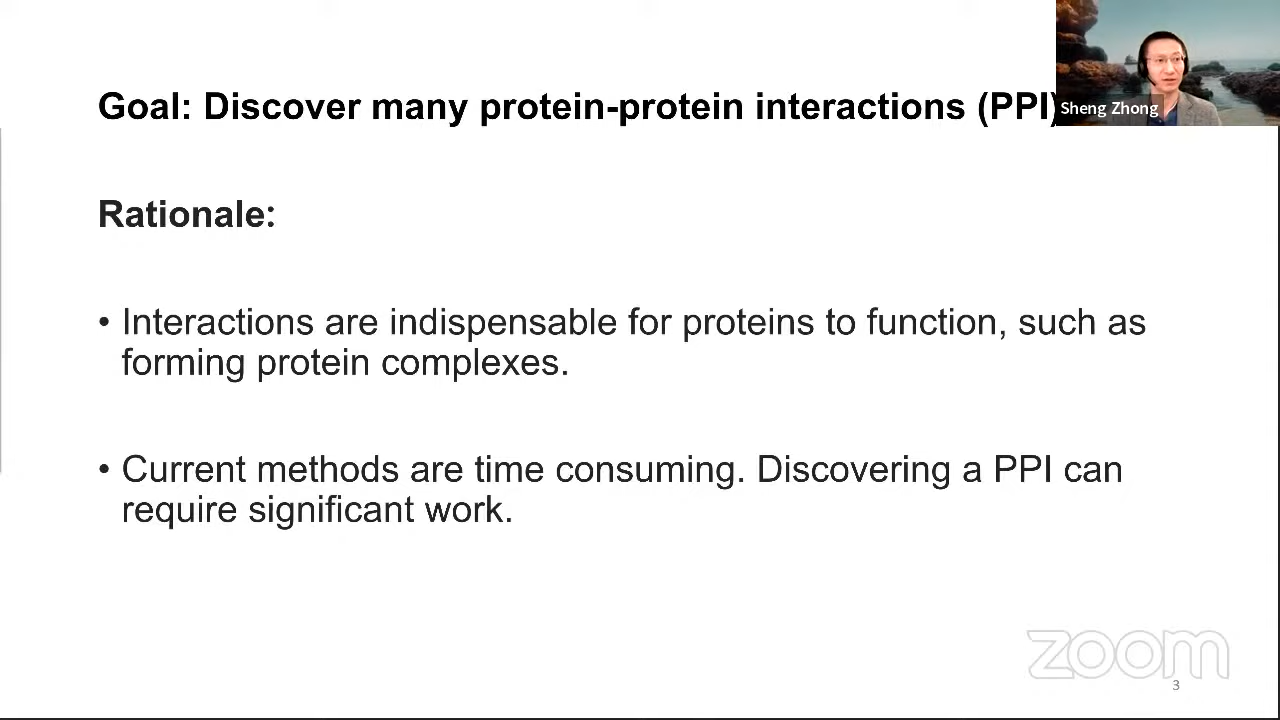 Goal: Discover many protein-protein interactions (PPI)
Sheng Zhong
Rationale:
• Interactions are indispensable for proteins to function, such as
forming protein complexes.
• Current methods are time consuming. Discovering a PPI can
require significant work.
zoom
3